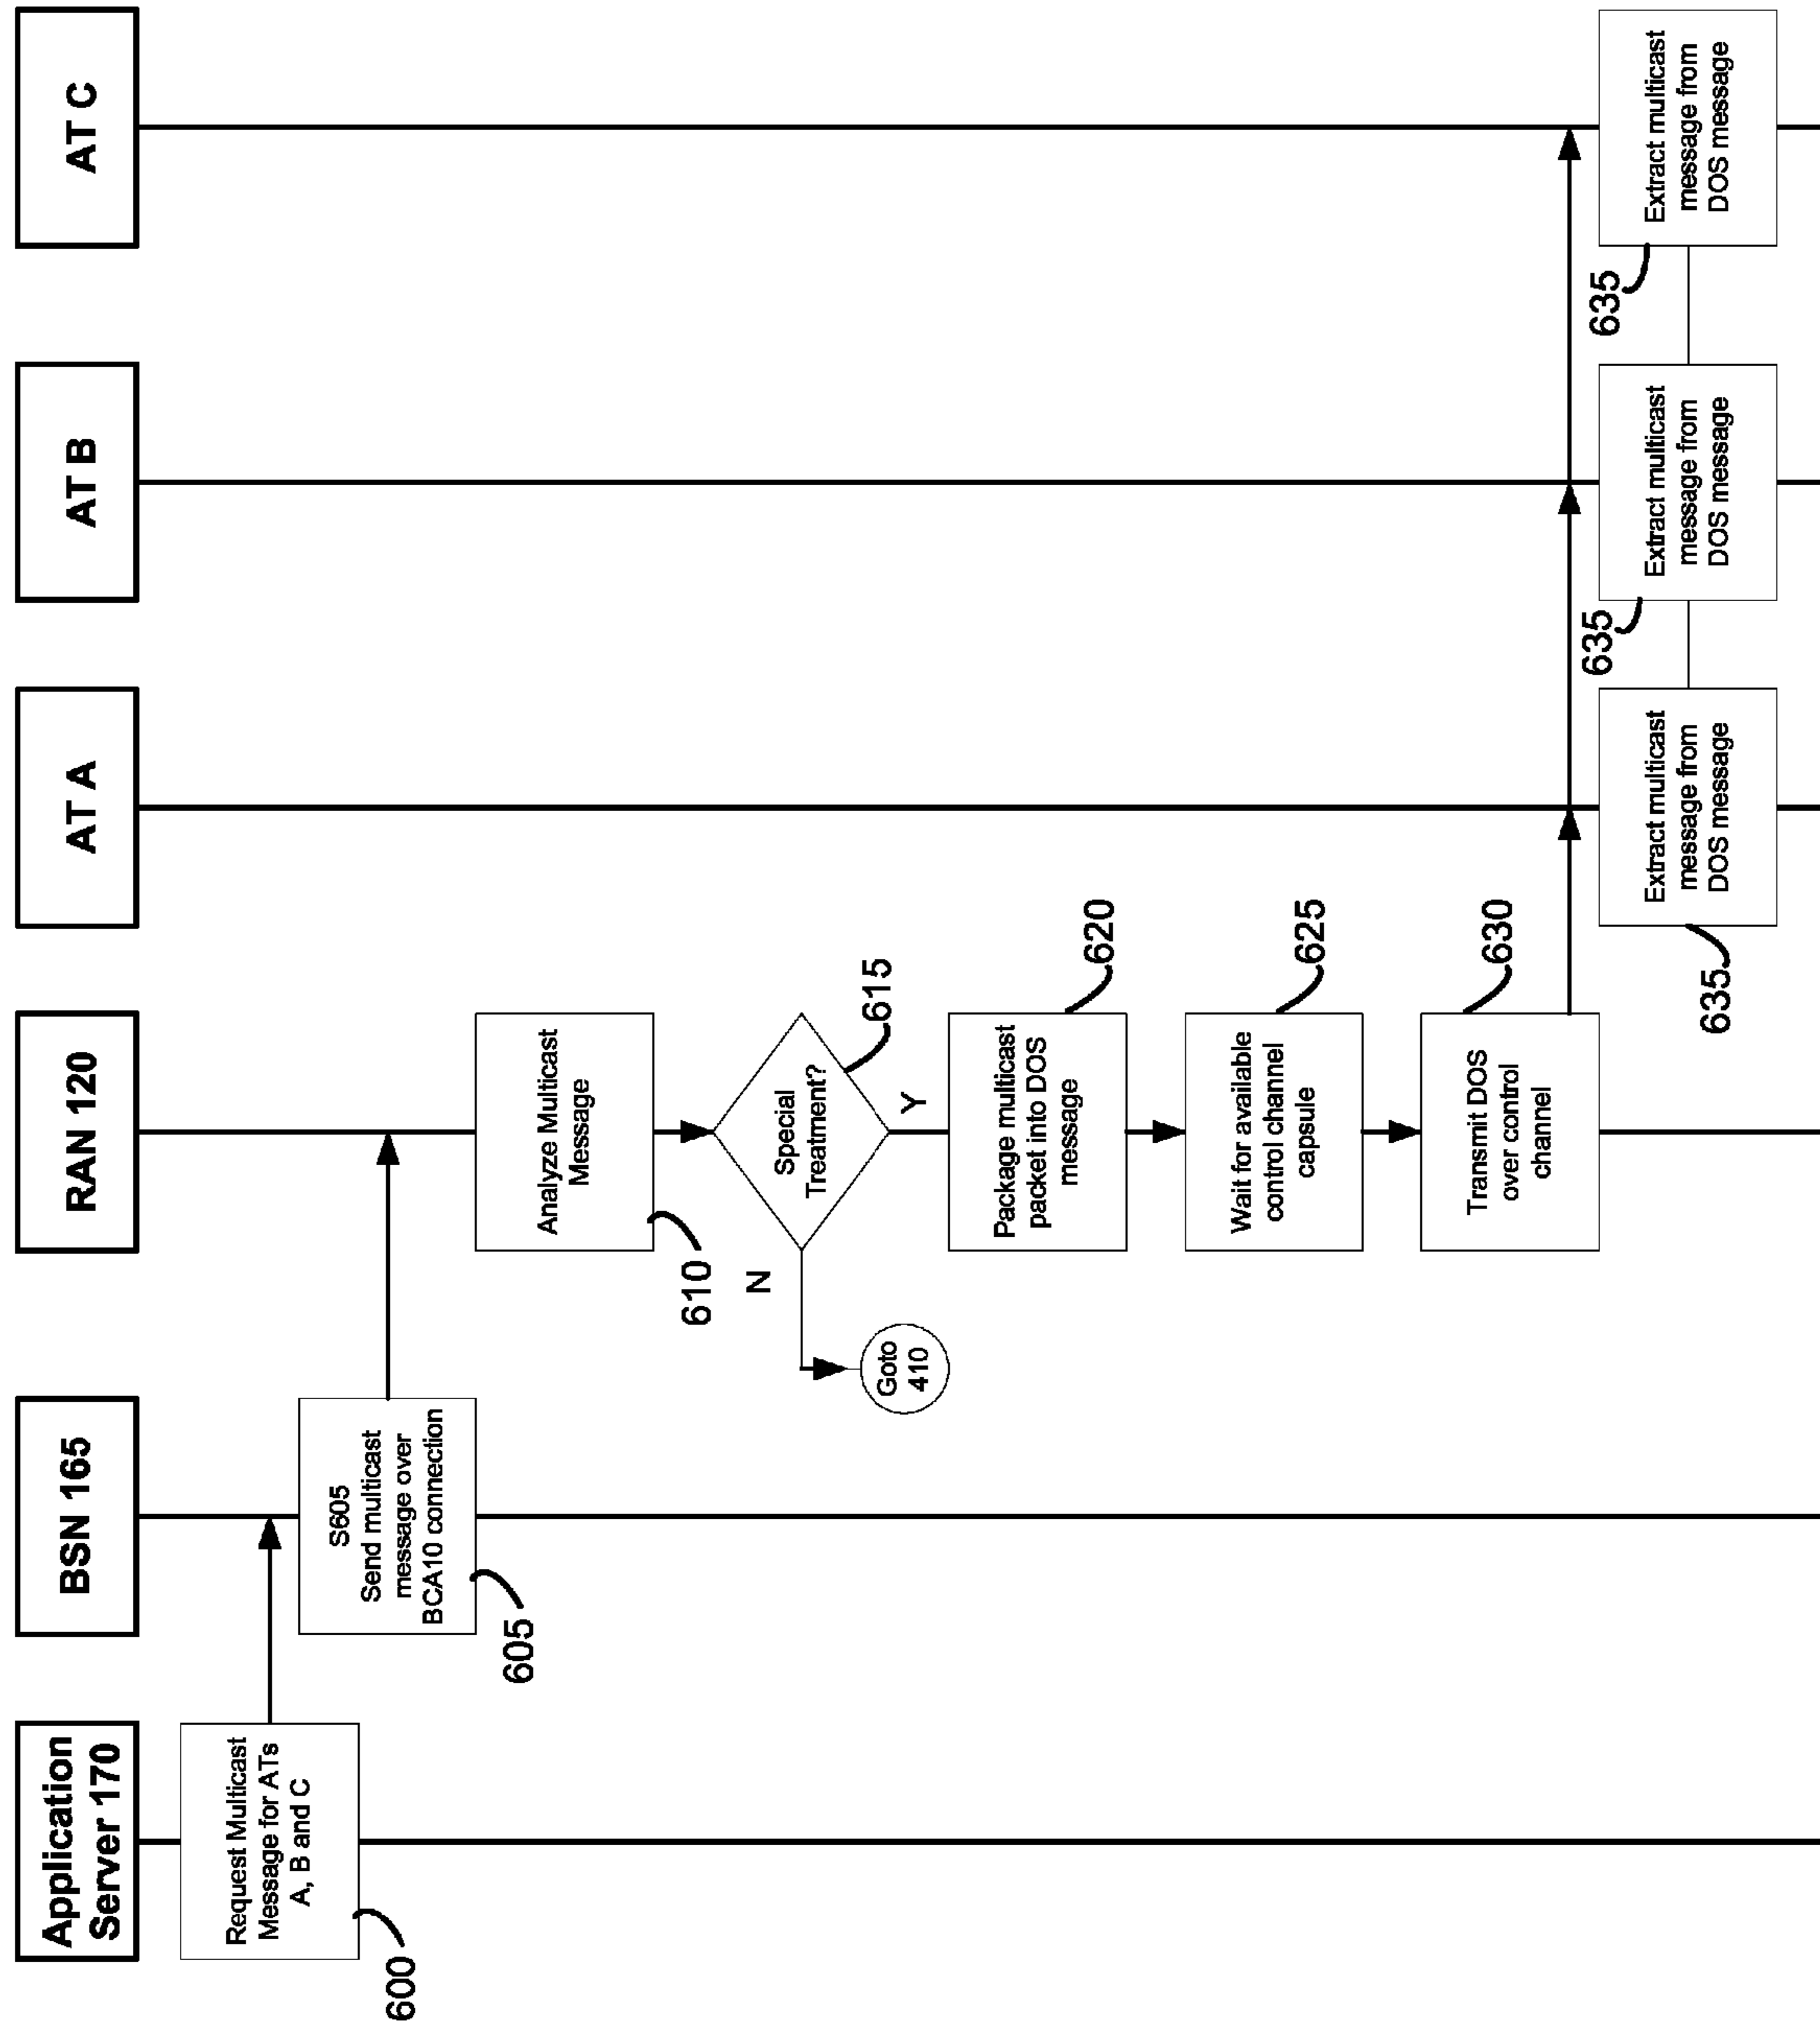 Application
Server 170
BSN 165
RAN 120
AT A
AT B
AT C
Request Multicast
Message for ATs
A, B and C
600
S605
Send multicast
message over
BCA10 connection
605
Analyze Multicast
Message
610
Special
Treatment?
615
N
Y
Goto
410
Package multicast
packet into DOS
message
620
Wait for available
control channel
capsule
625
Transmit DOS
over control
channel
630
Extract multicast
message from
DOS message
635
Extract multicast
message from
DOS message
635
Extract multicast
message from
DOS message
635